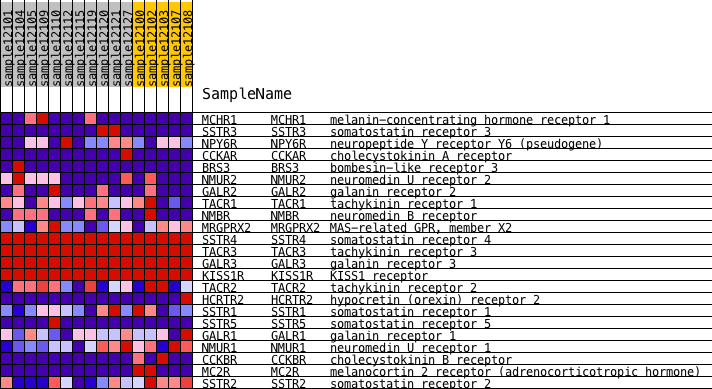 sample12101
sample12104
sample12105
sample12109
sample12110
sample12112
sample12115
sample12119
sample12120
sample12121
sample12127
sample12100
sample12102
sample12103
sample12107
sample12108
SampleName
MCHR1 MCHR1 melanin-concentrating hormone receptor 1
SSTR3 SSTR3 somatostatin receptor 3
NPY6R NPY6R neuropeptide Y receptor Y6 (pseudogene)
CCKAR CCKAR cholecystokinin A receptor
BRS3 BRS3 bombesin-like receptor 3
NMUR2 NMUR2 neuromedin U receptor 2
GALR2 GALR2 galanin receptor 2
TACR1 TACR1 tachykinin receptor 1
NMBR NMBR neuromedin B receptor
MRGPRX2 MRGPRX2 MAS-related GPR, member X2
SSTR4 SSTR4 somatostatin receptor 4
TACR3 TACR3 tachykinin receptor 3
GALR3 GALR3 galanin receptor 3
KISS1R KISS1R KISS1 receptor
TACR2 TACR2 tachykinin receptor 2
HCRTR2 HCRTR2 hypocretin (orexin) receptor 2
SSTR1 SSTR1 somatostatin receptor 1
SSTR5 SSTR5 somatostatin receptor 5
GALR1 GALR1 galanin receptor 1
NMUR1 NMUR1 neuromedin U receptor 1
CCKBR CCKBR cholecystokinin B receptor
MC2R MC2R melanocortin 2 receptor (adrenocorticotropic hormone)
SSTR2 SSTR2 somatostatin receptor 2